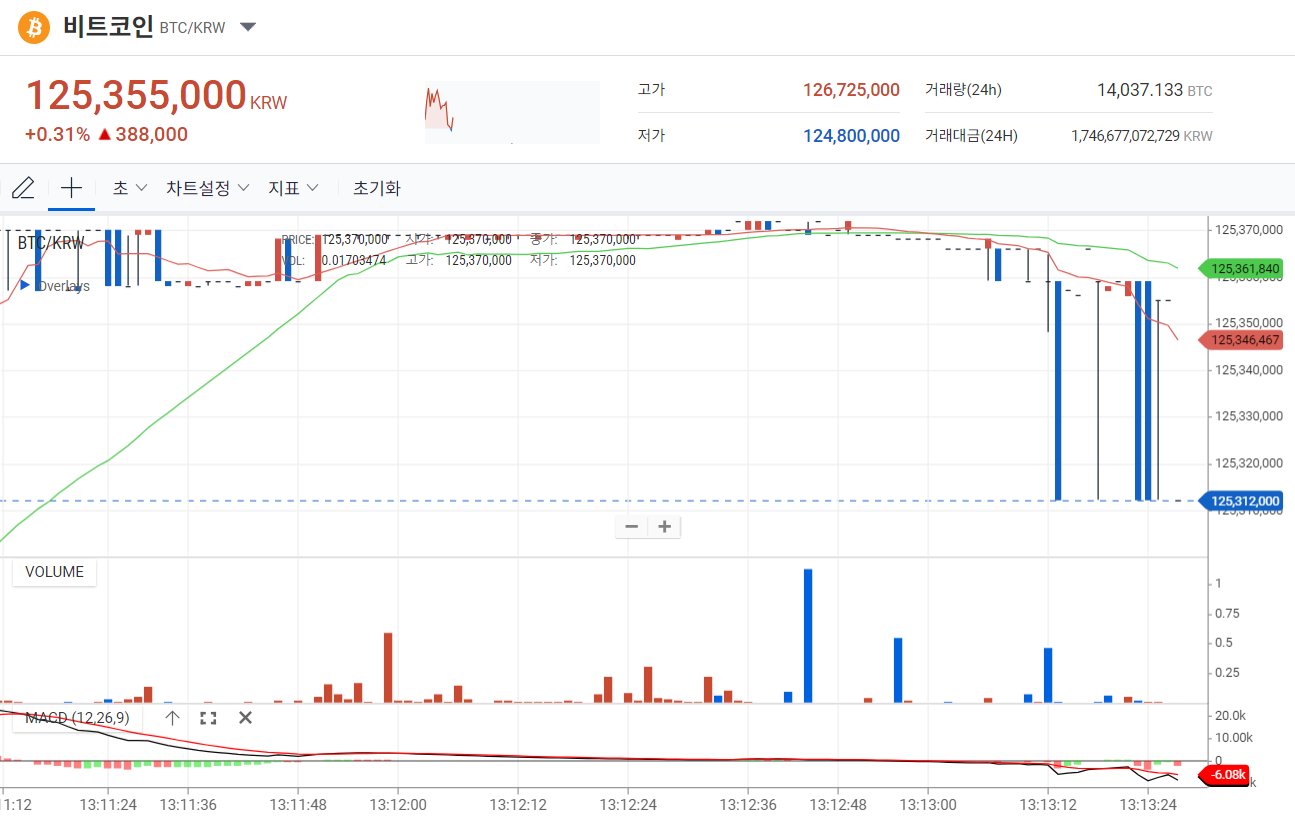 비트코인 BTC/KRW
125,355,000 KRW
+0.31% ▲ 388,000
고가 126,725,000 거래량(24h) 14,037.133 BTC
저가 124,800,000 거래대금(24H) 1,746,677,072,729 KRW
초 차트설정 지표 초기화
BTC/KRW
PRICE: 125,370,000 시가: 125,370,000 종가: 125,370,000
VOL: 0.01703474 고가: 125,370,000 저가: 125,370,000
Overlays
125,370,000
125,361,840
125,360,000
125,350,000
125,346,467
125,340,000
125,330,000
125,320,000
125,312,000
125,310,000
VOLUME
1
0.75
0.5
0.25
MACD (12,26,9)
20.0k
10.00k
0
-6.08k
13:11:24 13:11:36 13:11:48 13:12:00 13:12:12 13:12:24 13:12:36 13:12:48 13:13:00 13:13:12 13:13:24